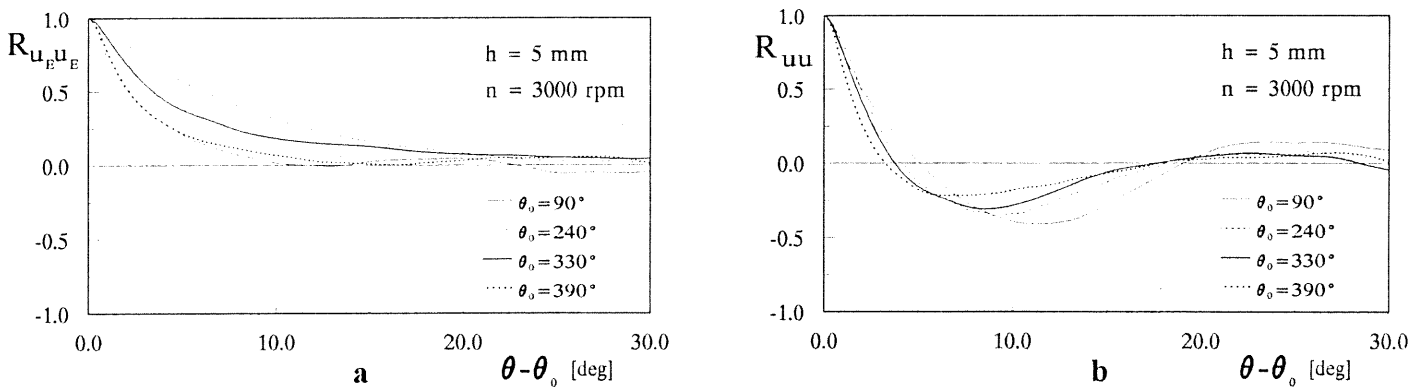 1.0
R u_E u_E
0.5
0.0
-0.5
-1.0
h = 5 mm
n = 3000 rpm
θ₀=90°
θ₀=240°
θ₀=330°
θ₀=390°
0.0 10.0 20.0 30.0
a θ-θ₀ [deg]
1.0
R uu
0.5
0.0
-0.5
-1.0
h = 5 mm
n = 3000 rpm
θ₀=90°
θ₀=240°
θ₀=330°
θ₀=390°
0.0 10.0 20.0 30.0
b θ-θ₀ [deg]